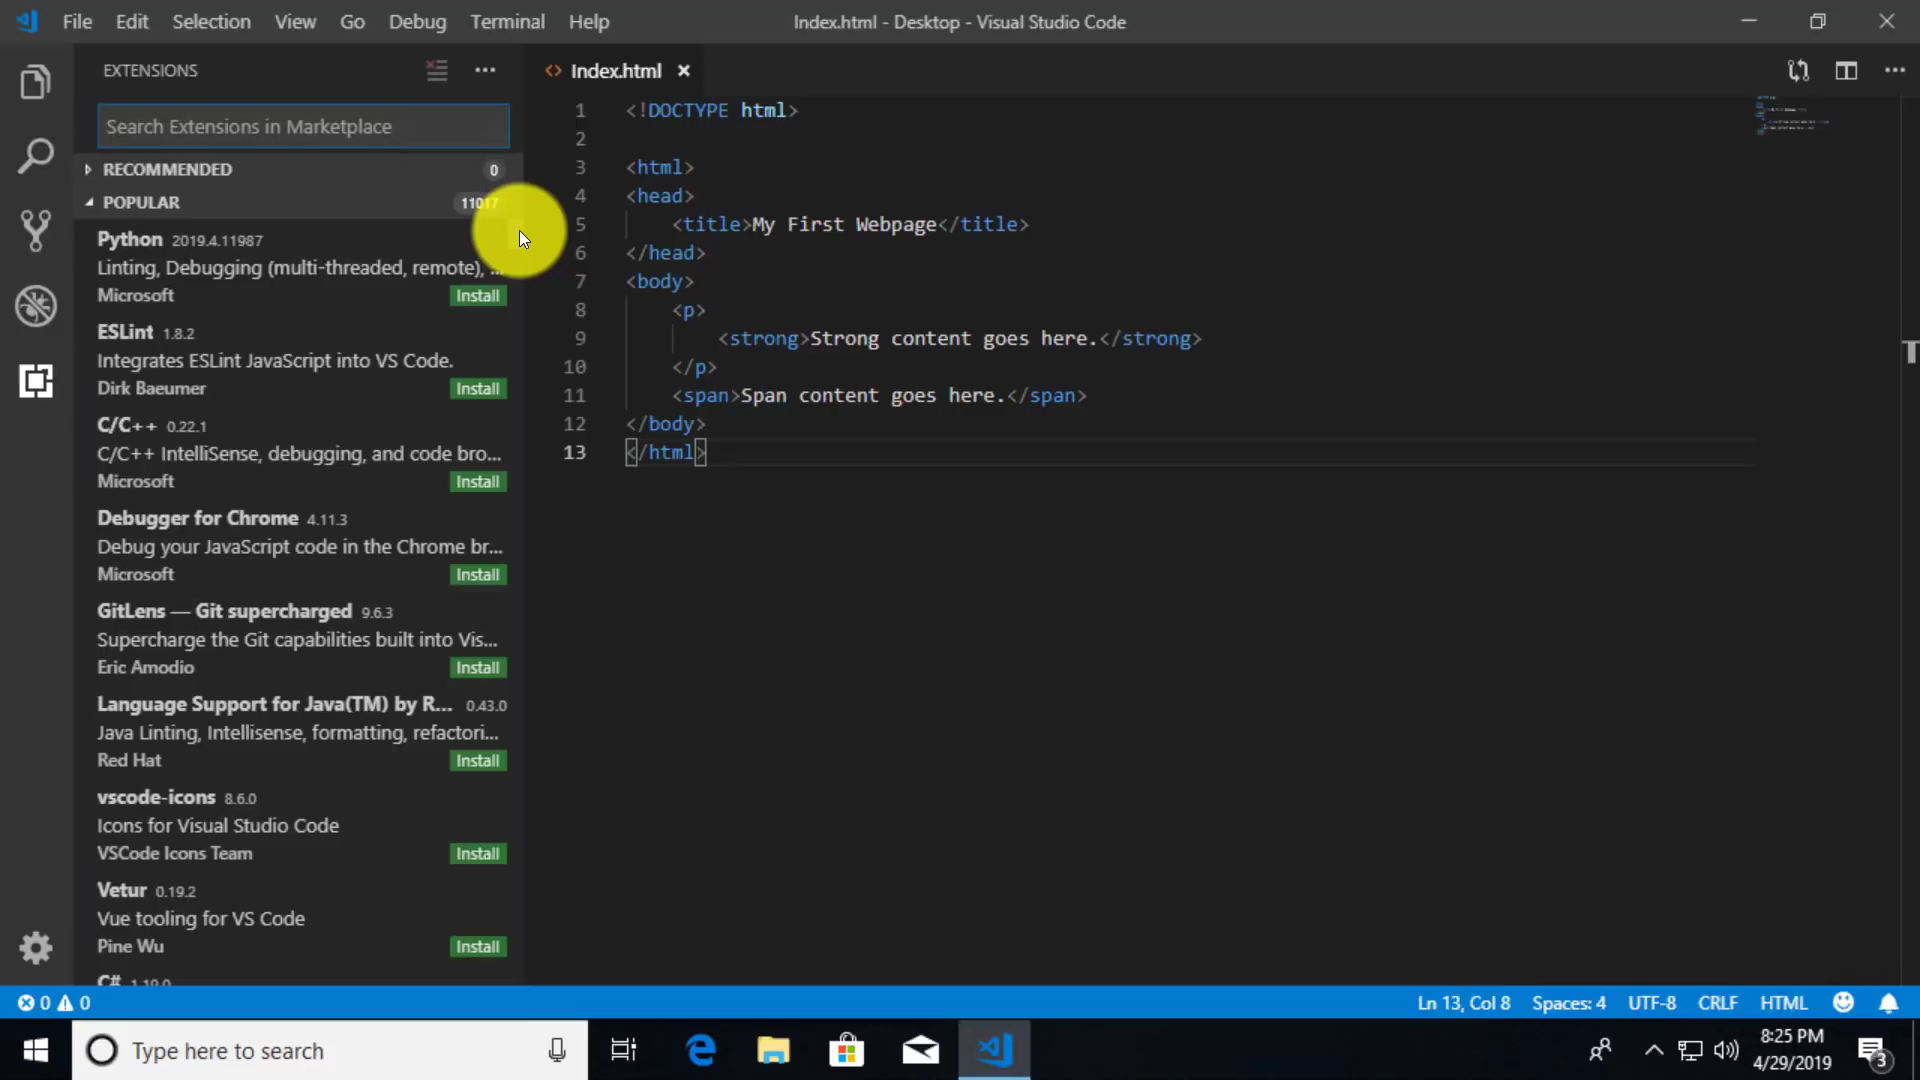 File Edit Selection View Go Debug Terminal Help
Index.html - Desktop - Visual Studio Code
EXTENSIONS
Search Extensions in Marketplace
RECOMMENDED 0
POPULAR 11017
Python 2019.4.11987
Linting, Debugging (multi-threaded, remote), ...
Microsoft Install
ESLint 1.8.2
Integrates ESLint JavaScript into VS Code.
Dirk Baeumer Install
C/C++ 0.22.1
C/C++ IntelliSense, debugging, and code bro...
Microsoft Install
Debugger for Chrome 4.11.3
Debug your JavaScript code in the Chrome br...
Microsoft Install
GitLens — Git supercharged 9.6.3
Supercharge the Git capabilities built into Vis...
Eric Amodio Install
Language Support for Java(TM) by R... 0.43.0
Java Linting, Intellisense, formatting, refactori...
Red Hat Install
vscode-icons 8.6.0
Icons for Visual Studio Code
VSCode Icons Team Install
Vetur 0.19.2
Vue tooling for VS Code
Pine Wu Install
C# 1.19.0
Index.html
1 <!DOCTYPE html>
2
3 <html>
4 <head>
5 <title>My First Webpage</title>
6 </head>
7 <body>
8 <p>
9 <strong>Strong content goes here.</strong>
10 </p>
11 <span>Span content goes here.</span>
12 </body>
13 </html>
0 0
Ln 13, Col 8 Spaces: 4 UTF-8 CRLF HTML
Type here to search
8:25 PM
4/29/2019
3